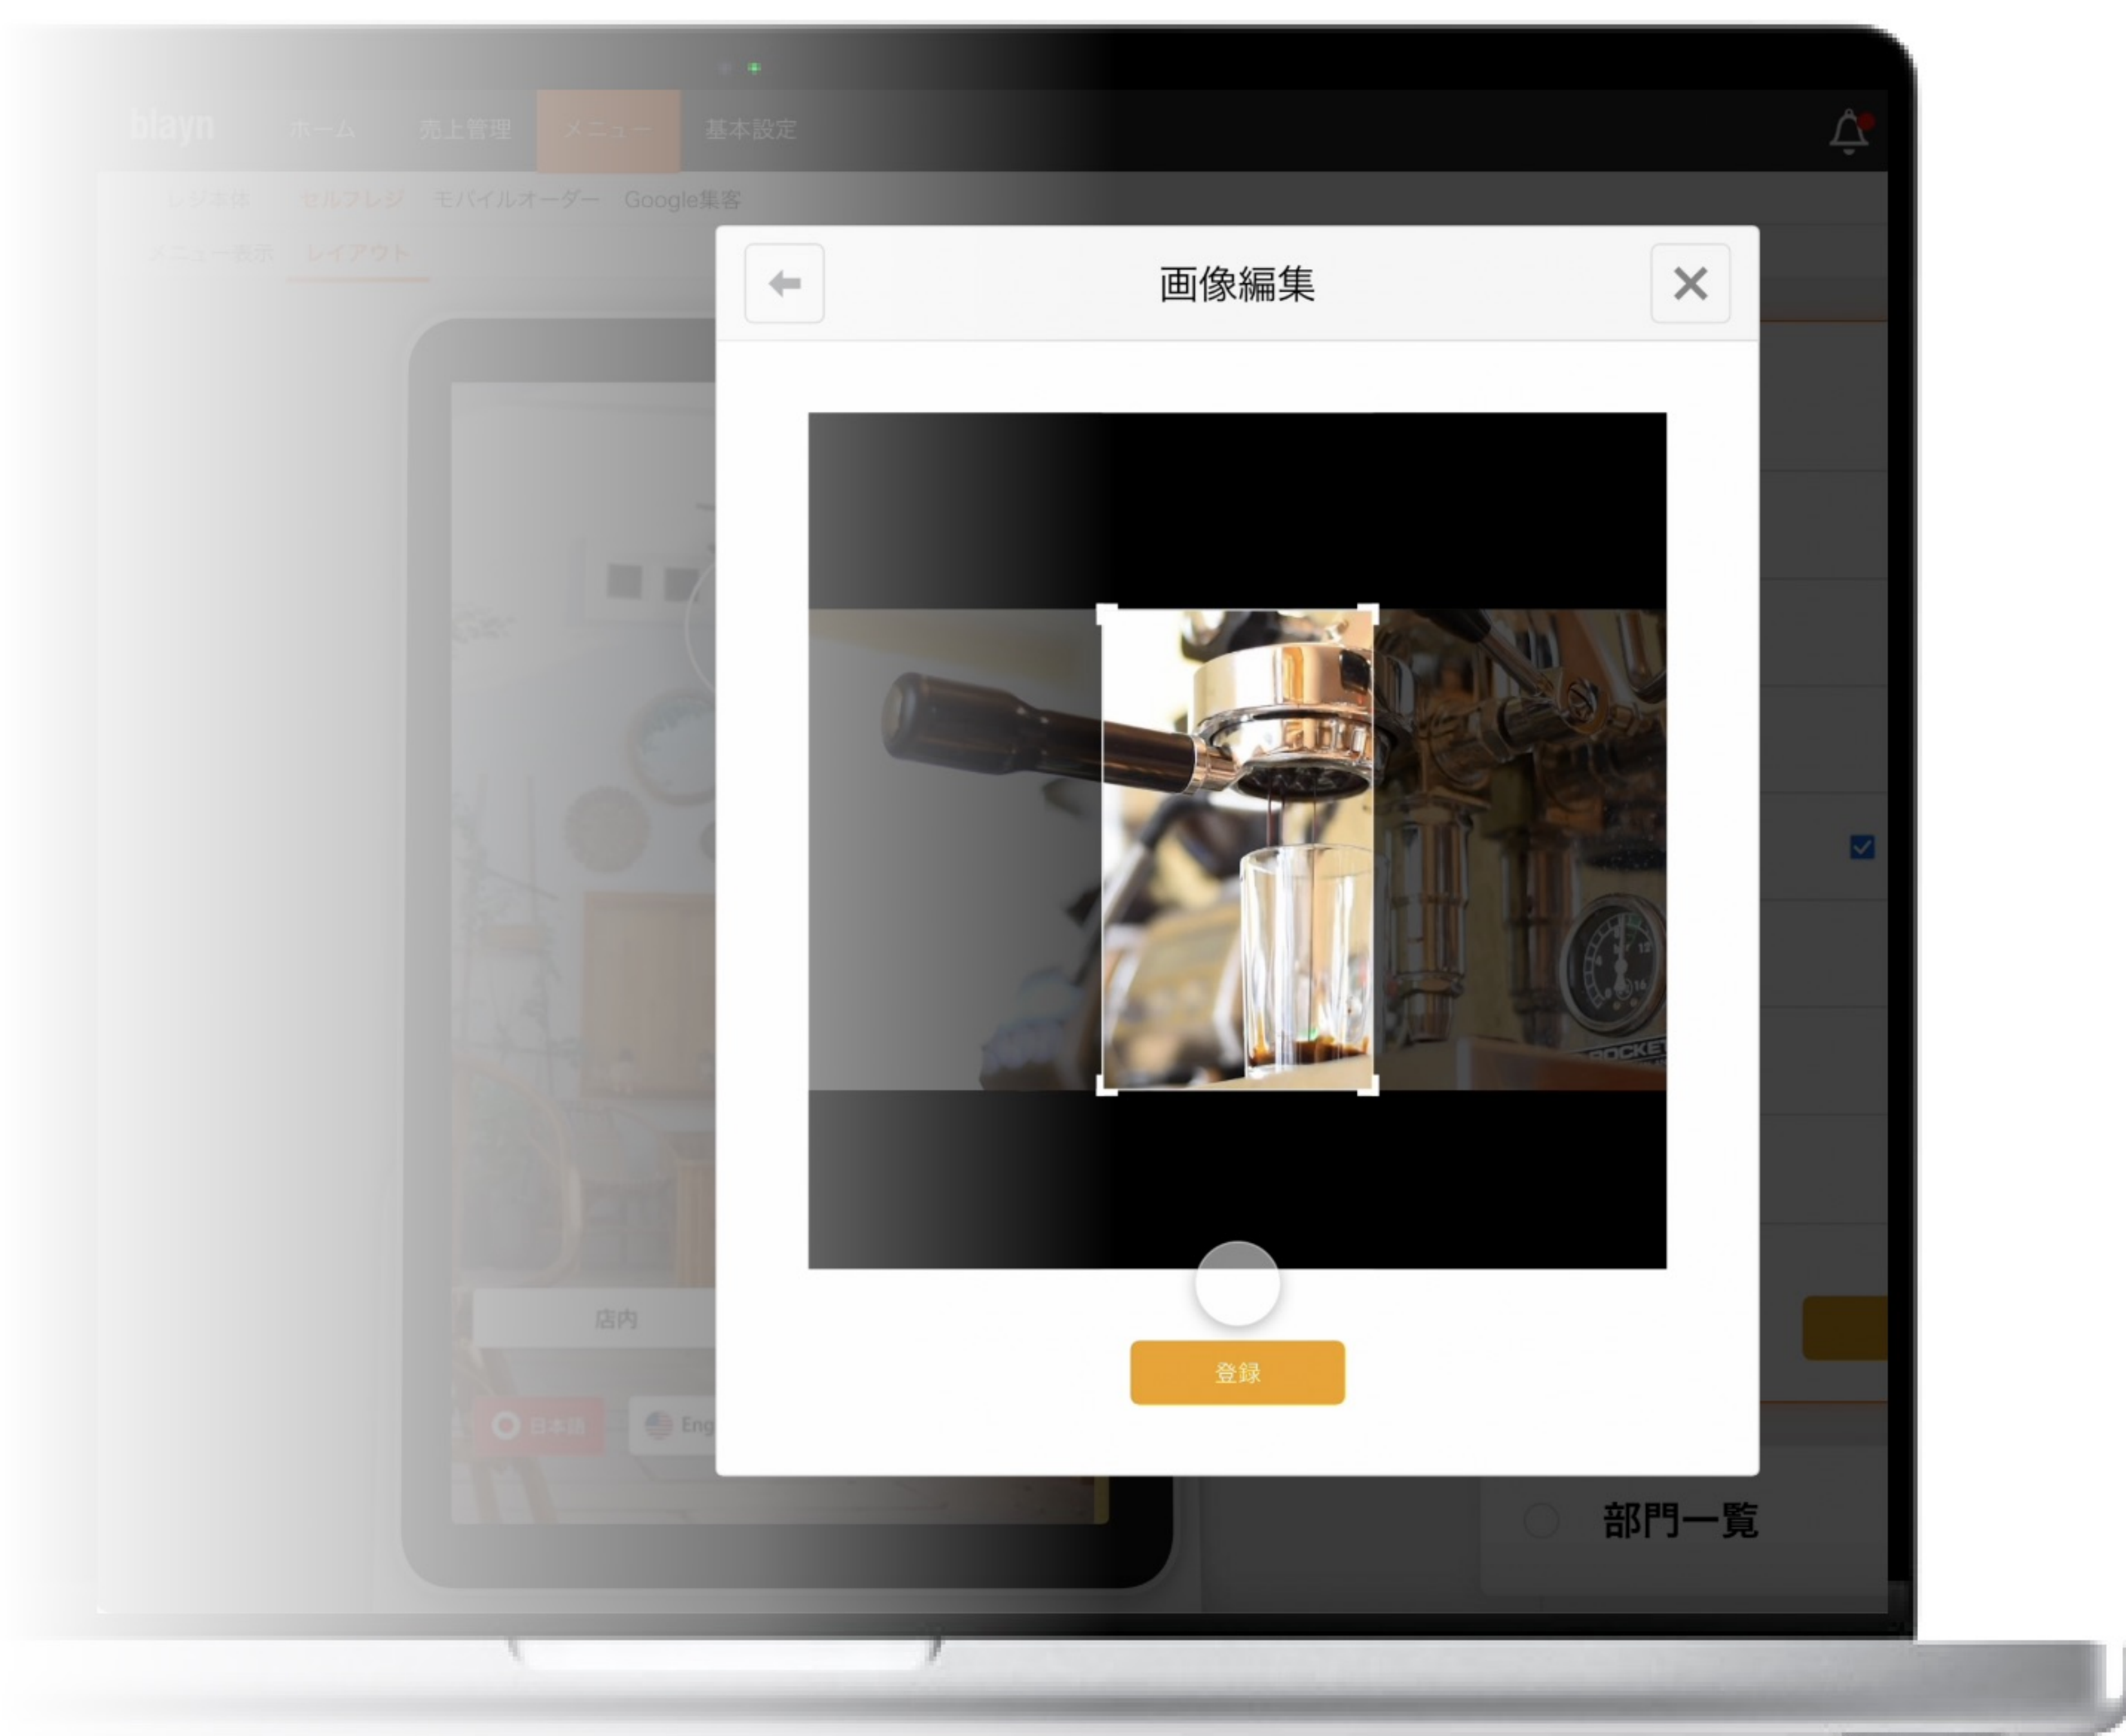 blayn ホーム 売上管理 メニュー 基本設定
レジ本体 セルフレジ モバイルオーダー Google集客
メニュー表示 レイアウト
画像編集
ROCKET
登録
店内
日本語 Eng
部門一覧